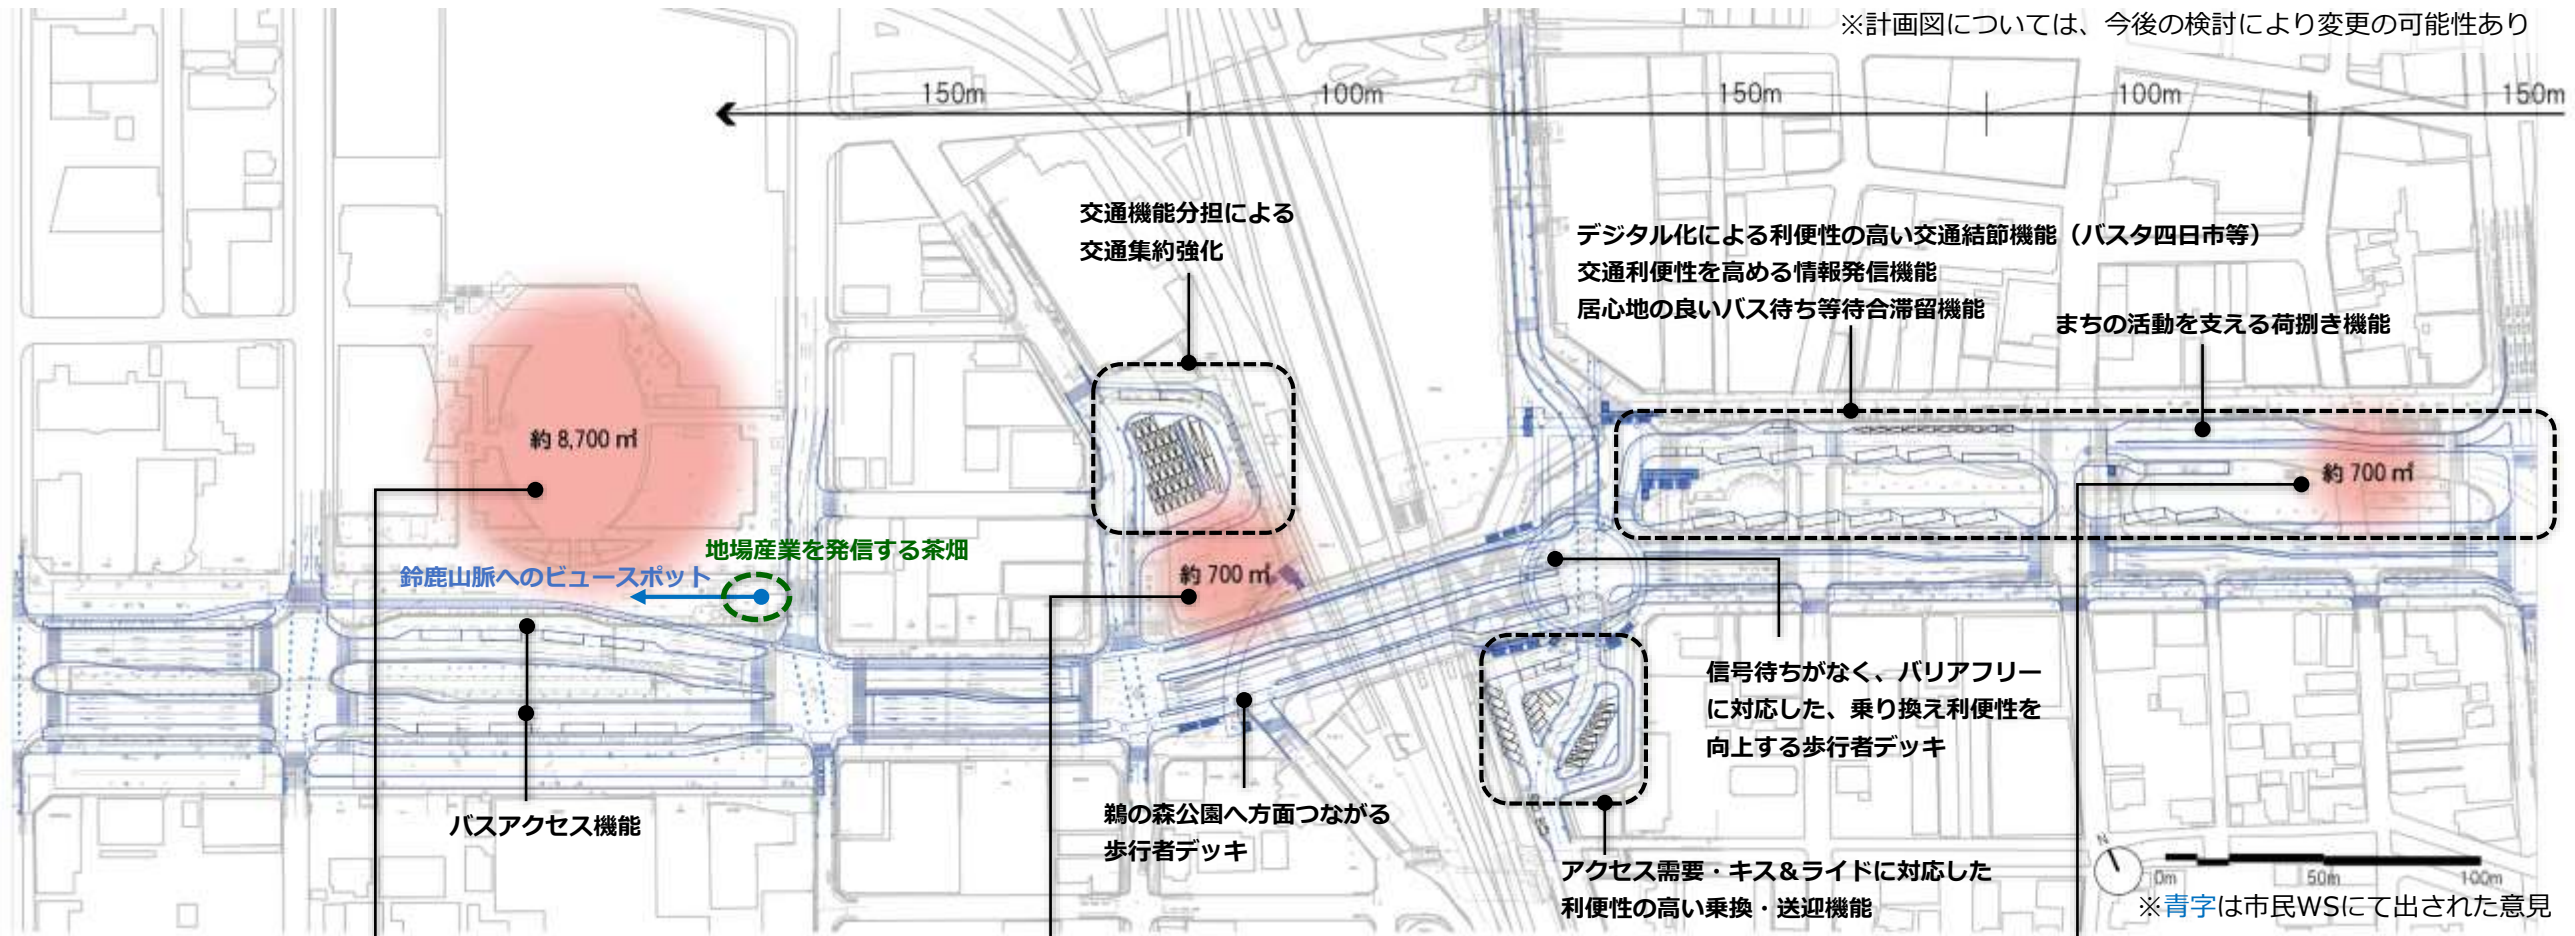 ※計画図については、今後の検討により変更の可能性あり
150m
100m
150m
100m
150m
交通機能分担による
交通集約強化
デジタル化による利便性の高い交通結節機能（バスタ四日市等）
交通利便性を高める情報発信機能
居心地の良いバス待ち等待合滞留機能
まちの活動を支える荷捌き機能
約 8,700 ㎡
約 700 ㎡
地場産業を発信する茶畑
鈴鹿山脈へのビュースポット
約 700 ㎡
信号待ちがなく、バリアフリー
に対応した、乗り換え利便性を
向上する歩行者デッキ
バスアクセス機能
鵜の森公園へ方面つながる
歩行者デッキ
アクセス需要・キス＆ライドに対応した
利便性の高い乗換・送迎機能
N
0m
50m
100m
※青字は市民WSにて出された意見